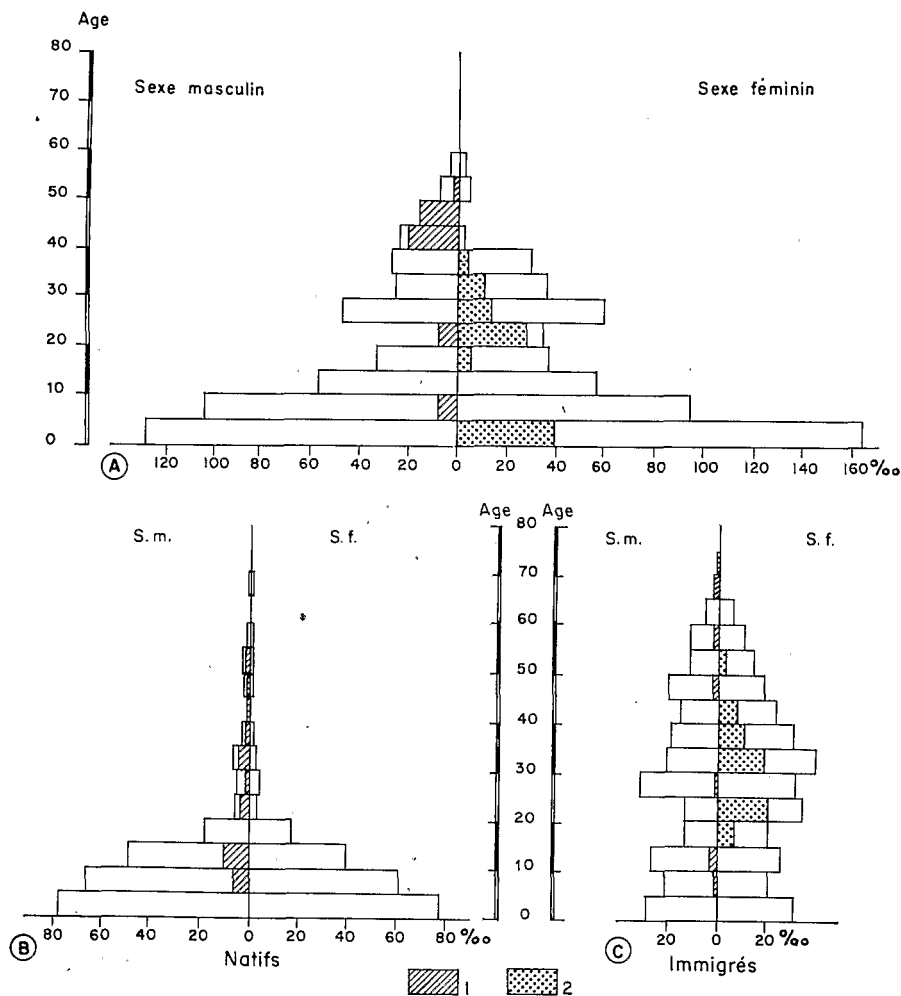 Age
80
Sexe masculin
Sexe féminin
70
60
50
40
30
20
10
0
A
120 100 80 60 40 20 0 20 40 60 80 100 120 140 160 ‰
Age Age
80
S.m. S.f.
S.m. S.f.
70
60
50
40
30
20
10
0
B
80 60 40 20 0 20 40 60 80 ‰
Natifs
C
20 0 20 ‰
Immigrés
1 2